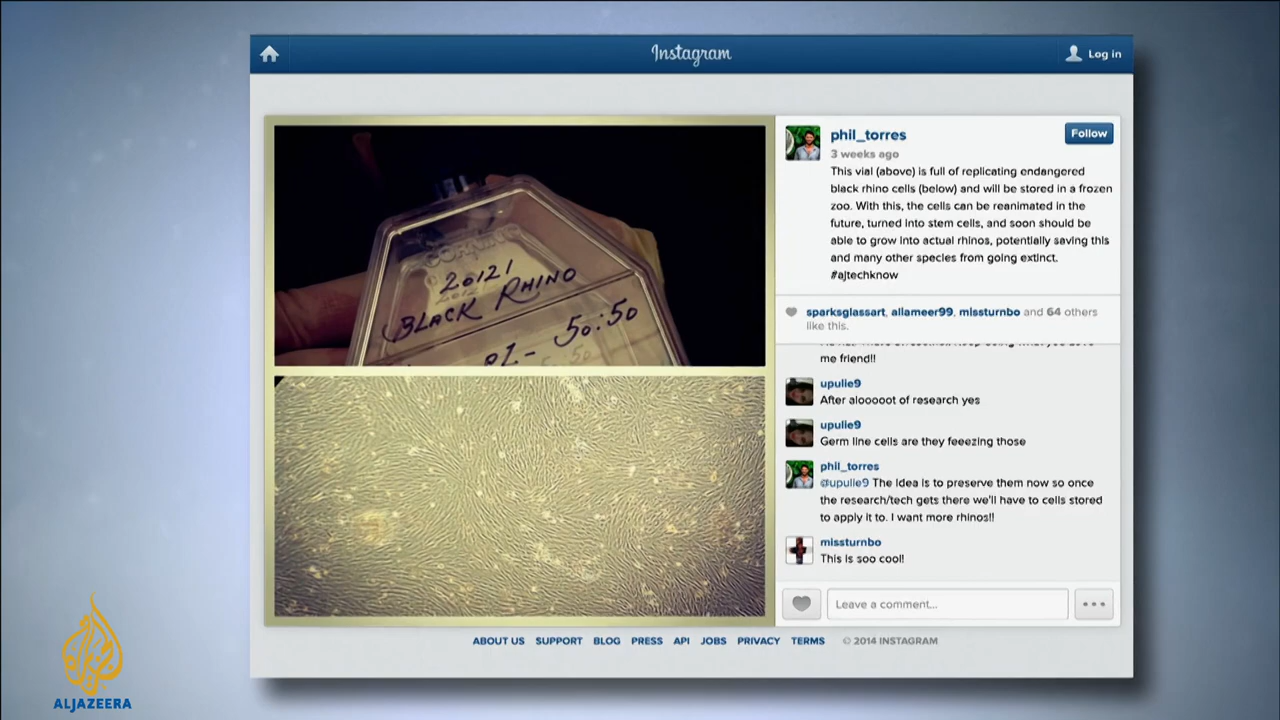 Instagram
Log in
CORNING
20121
BLACK RHINO
50:50
phil_torres
Follow
3 weeks ago
This vial (above) is full of replicating endangered
black rhino cells (below) and will be stored in a frozen
zoo. With this, the cells can be reanimated in the
future, turned into stem cells, and soon should be
able to grow into actual rhinos, potentially saving this
and many other species from going extinct.
#ajtechknow
sparksglassart, allameer99, missturnbo and 64 others
like this.
me friend!!
upulie9
After alooooot of research yes
upulie9
Germ line cells are they feeezing those
phil_torres
@upulie9 The idea is to preserve them now so once
the research/tech gets there we'll have to cells stored
to apply it to. I want more rhinos!!
missturnbo
This is soo cool!
Leave a comment...
ABOUT US SUPPORT BLOG PRESS API JOBS PRIVACY TERMS © 2014 INSTAGRAM
ALJAZEERA